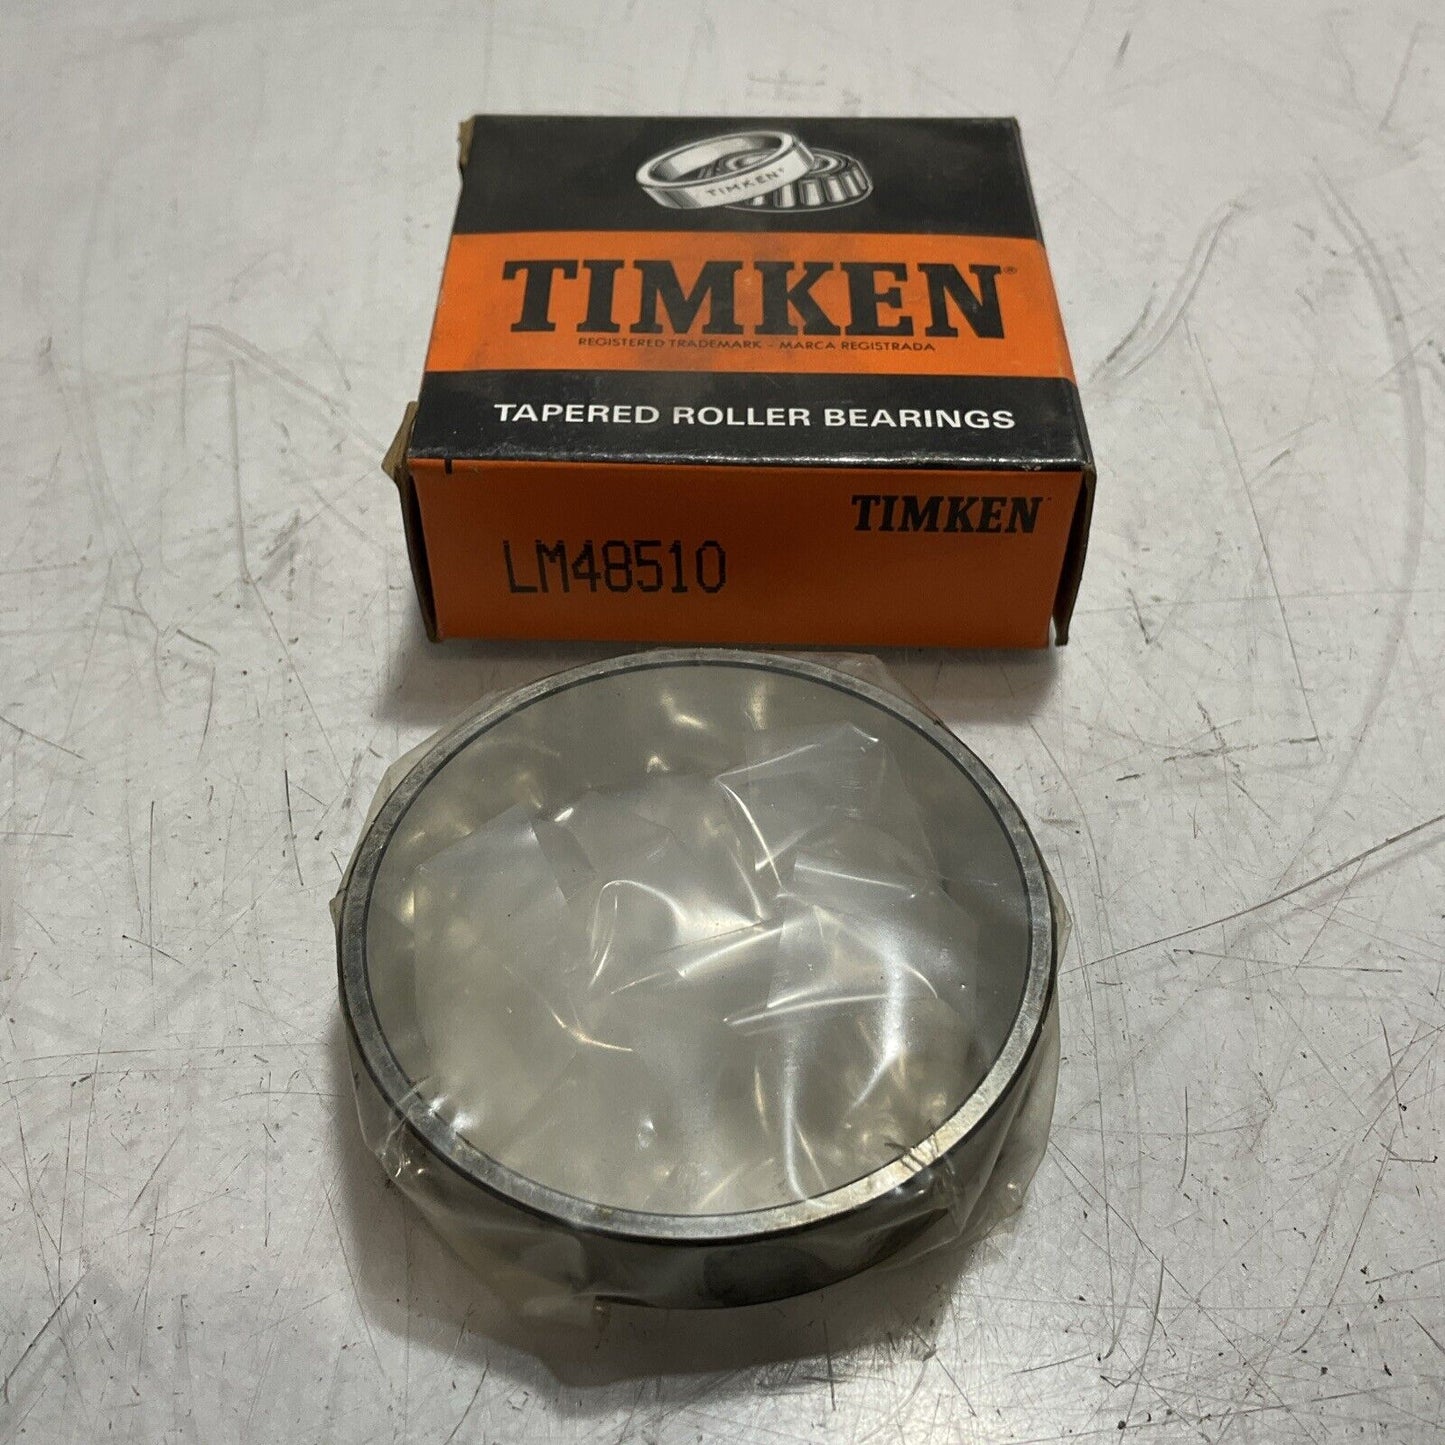 TIMKEN®
TIMKEN®
REGISTERED TRADEMARK - MARCA REGISTRADA
TAPERED ROLLER BEARINGS
TIMKEN
LM48510